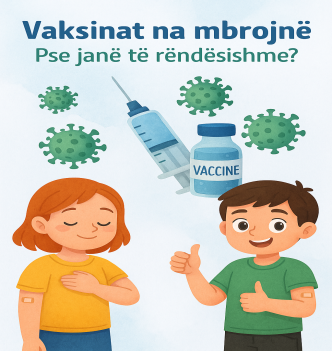 Vaksinat na mbrojnë
Pse janë të rëndësishme?
VACCINE